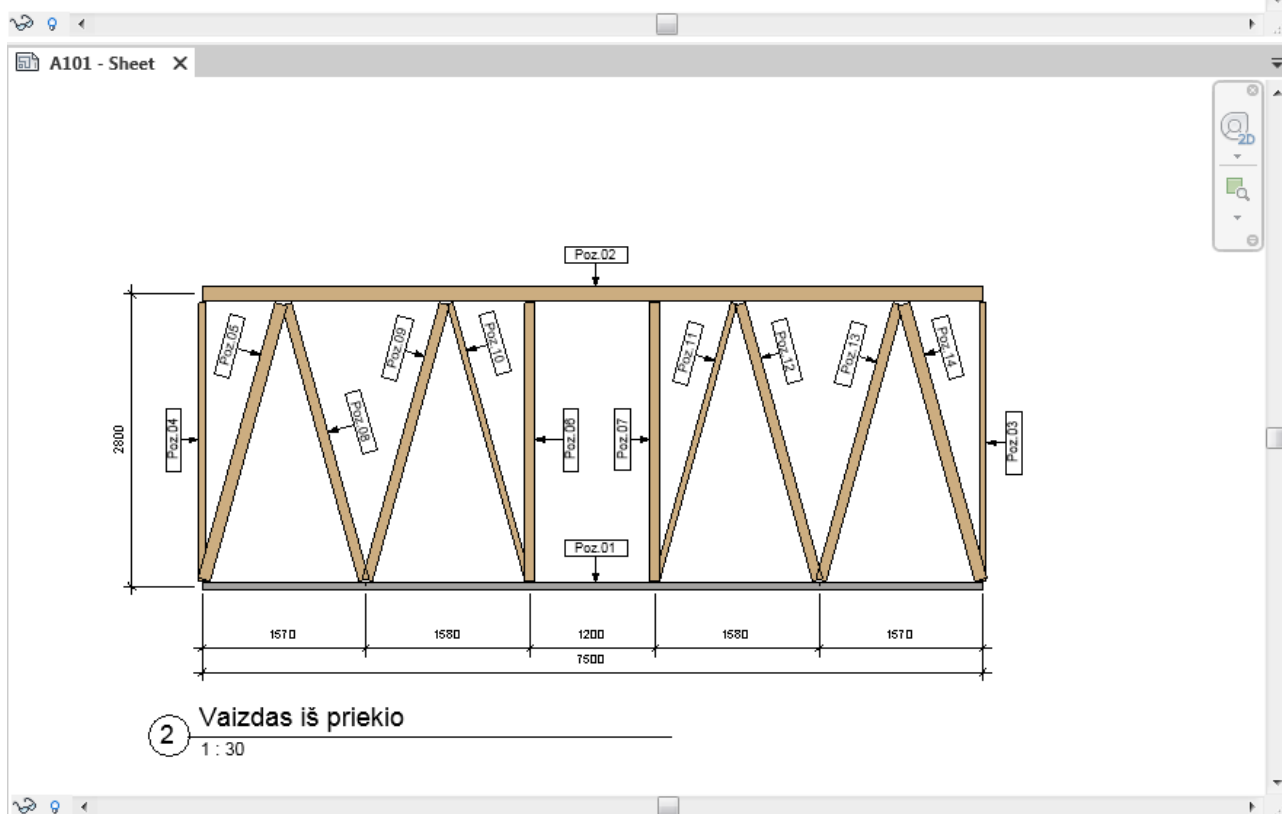 A101 - Sheet
2D
Poz.02
Poz.05
Poz.09
Poz.10
Poz.11
Poz.12
Poz.13
Poz.14
Poz.04
Poz.08
Poz.06
Poz.07
Poz.03
2800
Poz.01
1570 1580 1200 1580 1570
7500
2 Vaizdas iš priekio
1 : 30